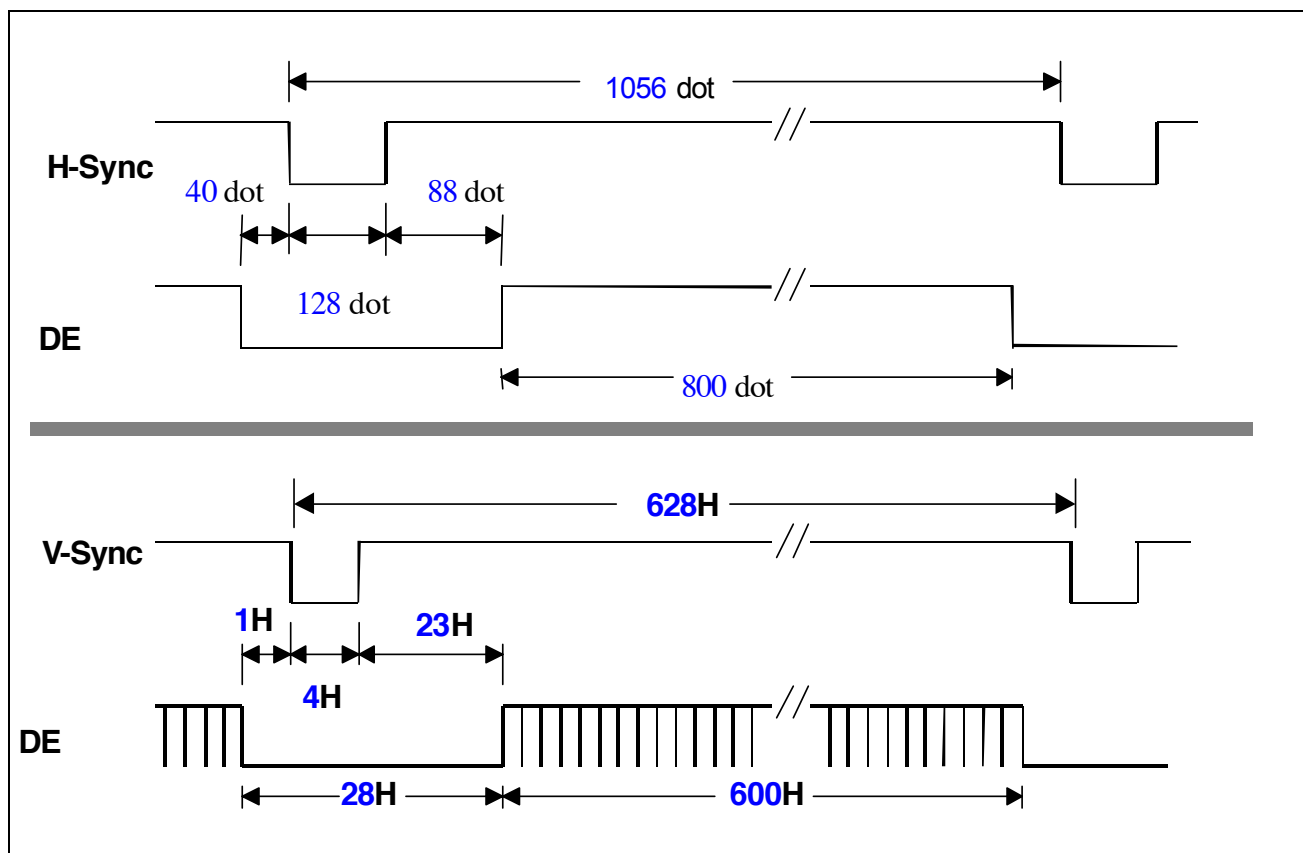 1056 dot
H-Sync
40 dot
88 dot
128 dot
DE
800 dot
628H
V-Sync
1H
23H
4H
DE
28H
600H